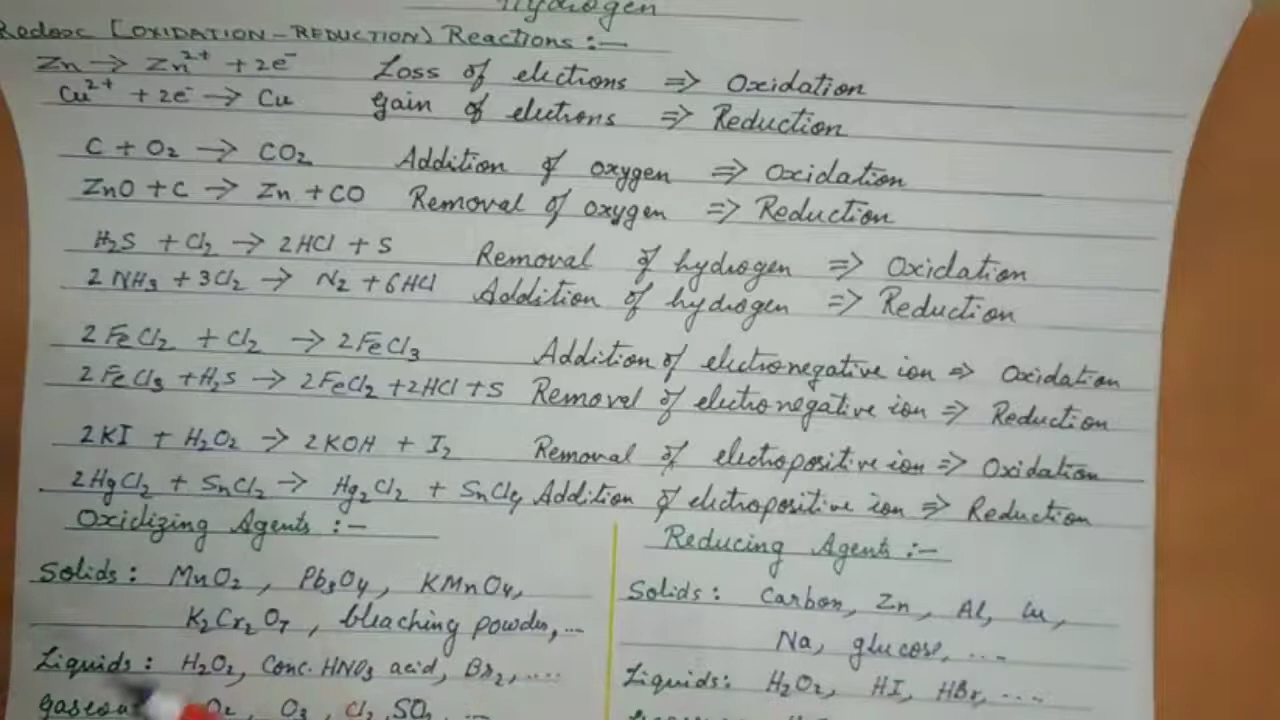 Hydrogen
Redox [OXIDATION-REDUCTION) Reactions :-
Zn → Zn²⁺ + 2e⁻ Loss of electrons ⇒ Oxidation
Cu²⁺ + 2e⁻ → Cu gain of electrons ⇒ Reduction
C + O₂ → CO₂ Addition of oxygen ⇒ Oxidation
ZnO + C → Zn + CO Removal of oxygen ⇒ Reduction
H₂S + Cl₂ → 2HCl + S Removal of hydrogen ⇒ Oxidation
2NH₃ + 3Cl₂ → N₂ + 6HCl Addition of hydrogen ⇒ Reduction
2FeCl₂ + Cl₂ → 2FeCl₃ Addition of electronegative ion ⇒ Oxidation
2FeCl₃ + H₂S → 2FeCl₂ + 2HCl + S Removal of electronegative ion ⇒ Reduction
2KI + H₂O₂ → 2KOH + I₂ Removal of electropositive ion ⇒ Oxidation
2HgCl₂ + SnCl₂ → Hg₂Cl₂ + SnCl₄ Addition of electropositive ion ⇒ Reduction
Oxidizing Agents :-
Solids : MnO₂, Pb₃O₄, KMnO₄,
K₂Cr₂O₇, bleaching powder, ...
Liquids : H₂O₂, Conc. HNO₃ acid, Br₂, ....
O₂, O₃, Cl₂, SO₂ ...
Reducing Agents :-
Solids : Carbon, Zn, Al, Cu,
Na, glucose, ....
Liquids : H₂O₂, HI, HBr, ....